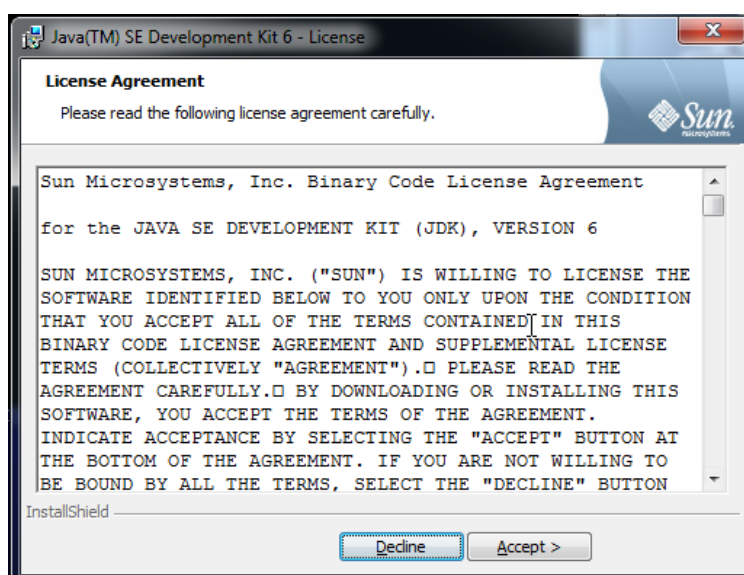 Java(TM) SE Development Kit 6 - License
License Agreement
Please read the following license agreement carefully.
Sun
microsystems
Sun Microsystems, Inc. Binary Code License Agreement
for the JAVA SE DEVELOPMENT KIT (JDK), VERSION 6
SUN MICROSYSTEMS, INC. ("SUN") IS WILLING TO LICENSE THE
SOFTWARE IDENTIFIED BELOW TO YOU ONLY UPON THE CONDITION
THAT YOU ACCEPT ALL OF THE TERMS CONTAINED IN THIS
BINARY CODE LICENSE AGREEMENT AND SUPPLEMENTAL LICENSE
TERMS (COLLECTIVELY "AGREEMENT").□ PLEASE READ THE
AGREEMENT CAREFULLY.□ BY DOWNLOADING OR INSTALLING THIS
SOFTWARE, YOU ACCEPT THE TERMS OF THE AGREEMENT.
INDICATE ACCEPTANCE BY SELECTING THE "ACCEPT" BUTTON AT
THE BOTTOM OF THE AGREEMENT. IF YOU ARE NOT WILLING TO
BE BOUND BY ALL THE TERMS, SELECT THE "DECLINE" BUTTON
InstallShield
Decline
Accept >